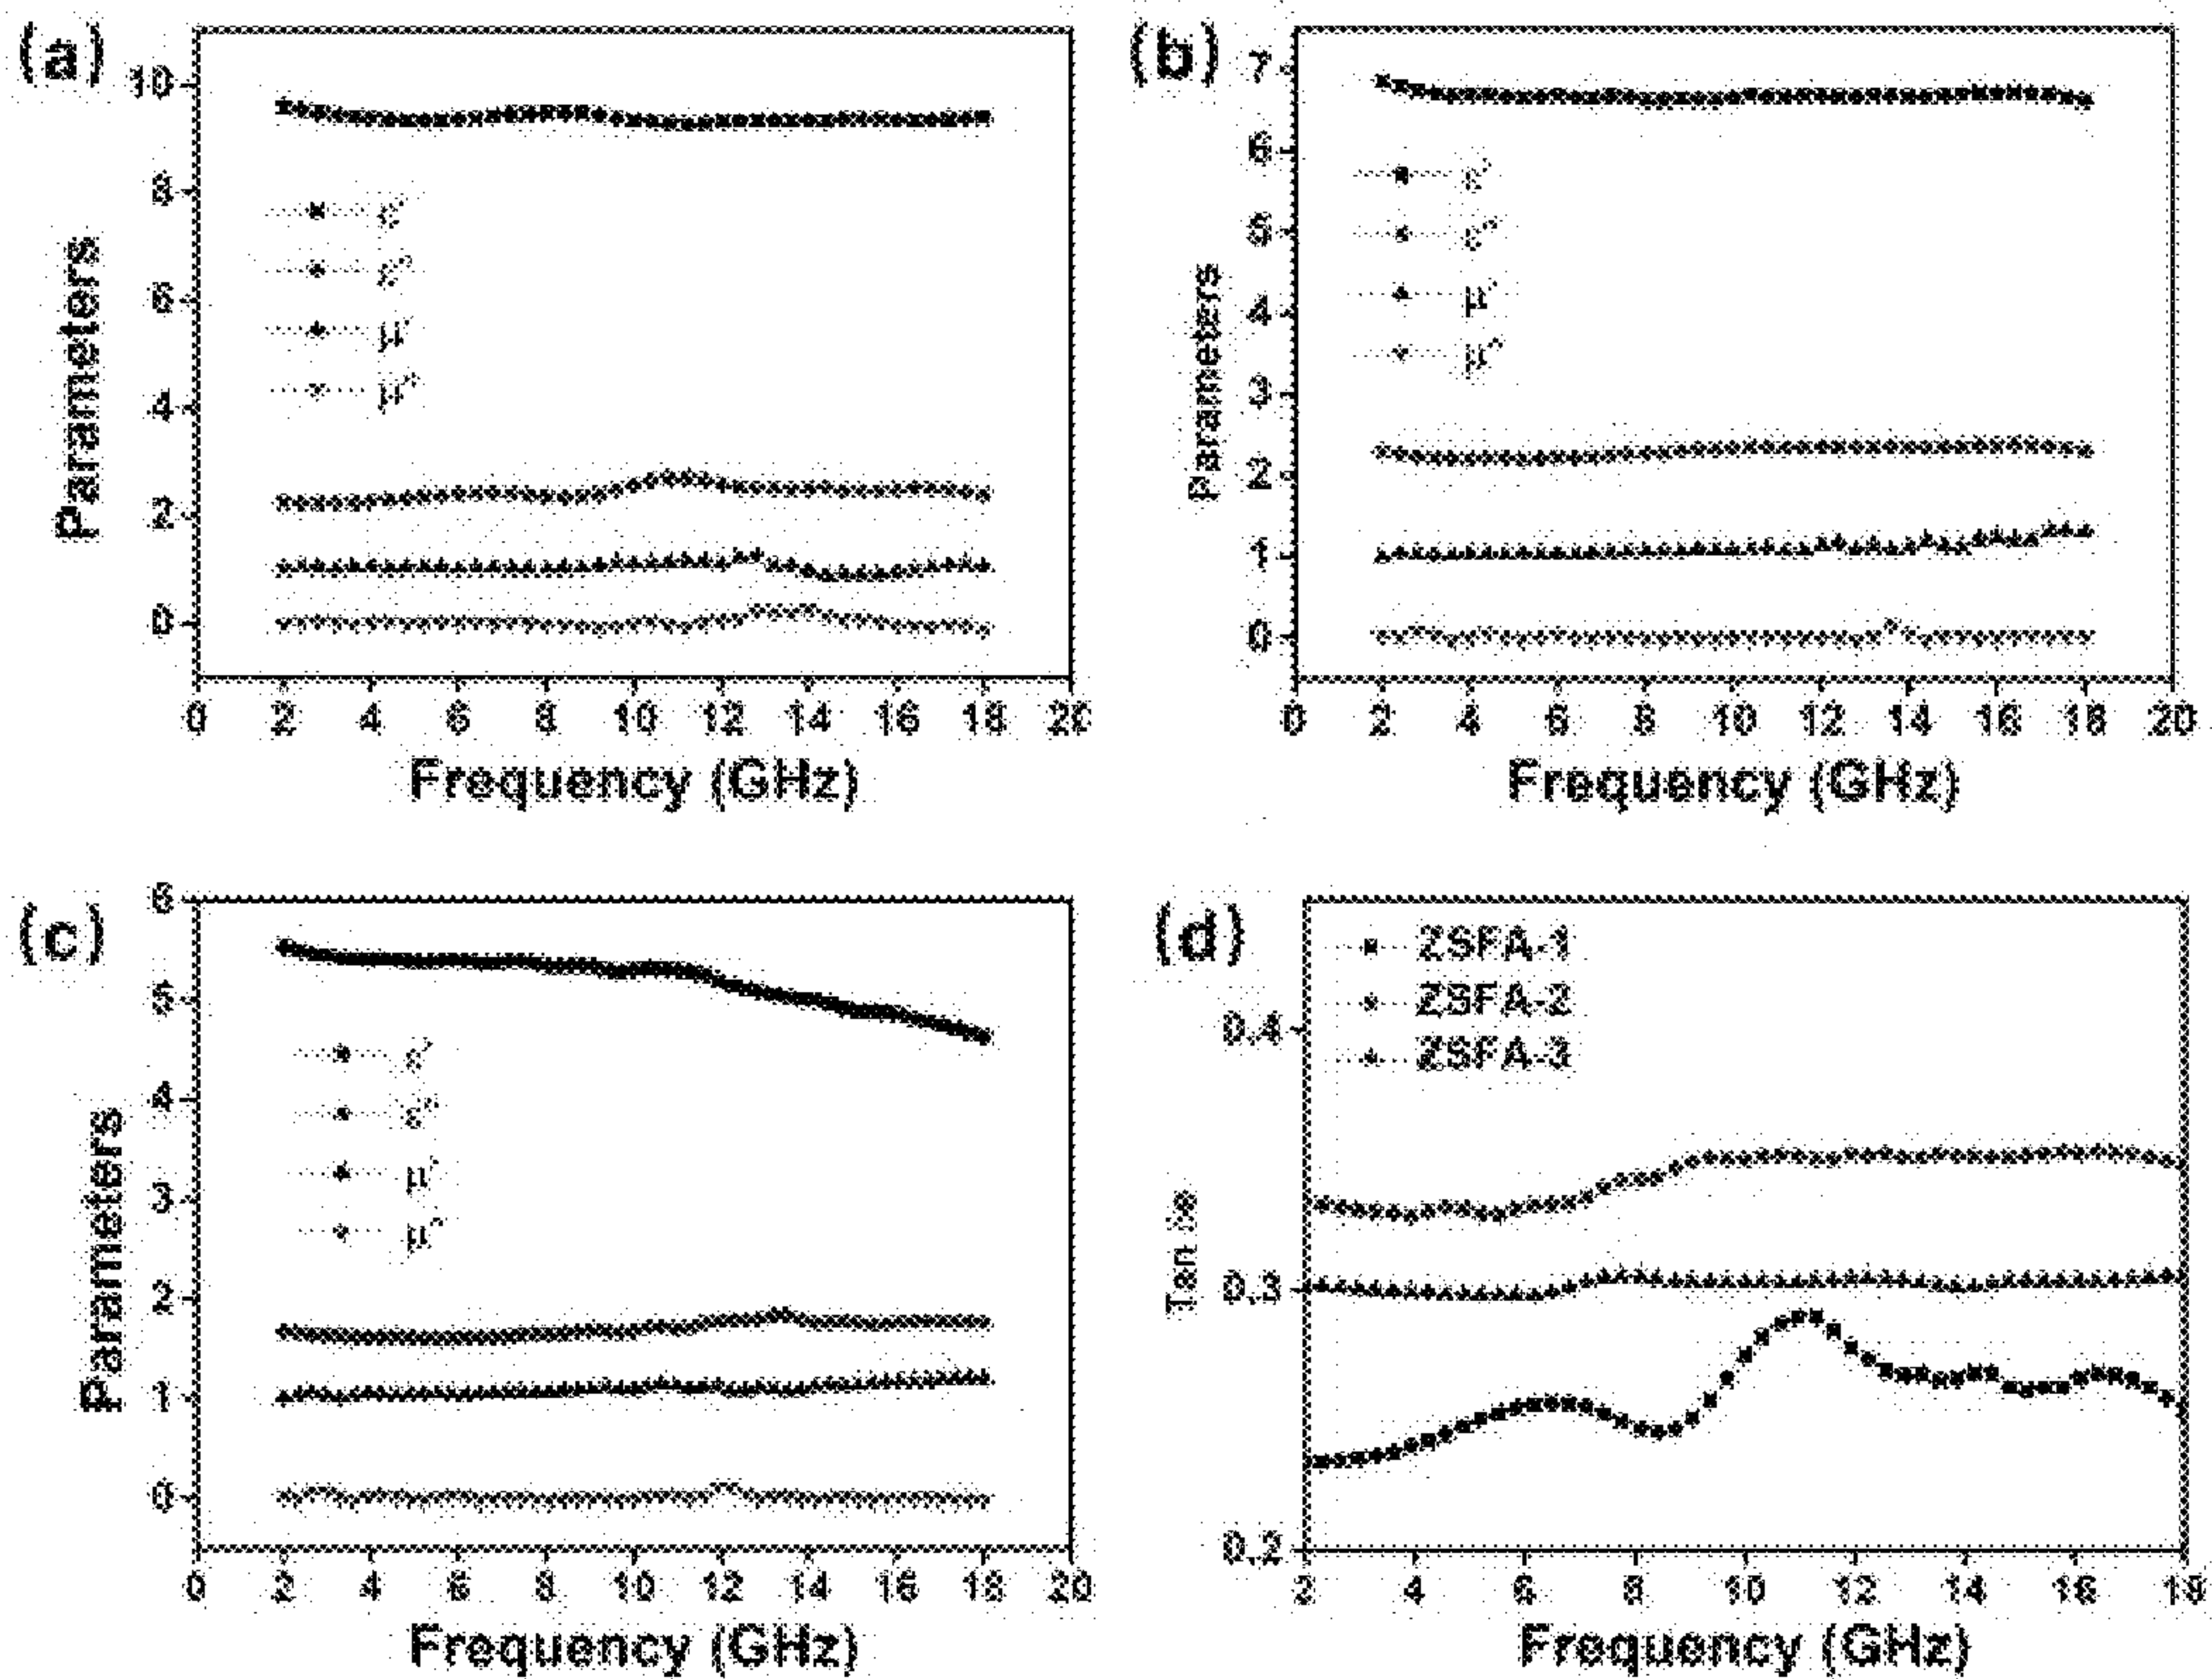 (a)
10
8
6
4
2
0
Parameters
ε'
ε"
μ'
μ"
0 2 4 6 8 10 12 14 16 18 20
Frequency (GHz)
(b)
7
6
5
4
3
2
1
0
Parameters
ε'
ε"
μ'
μ"
0 2 4 6 8 10 12 14 16 18 20
Frequency (GHz)
(c)
6
5
4
3
2
1
0
Parameters
ε'
ε"
μ'
μ"
0 2 4 6 8 10 12 14 16 18 20
Frequency (GHz)
(d)
ZSFA-1
ZSFA-2
ZSFA-3
0.4
0.3
0.2
Tan
2 4 6 8 10 12 14 16 18
Frequency (GHz)